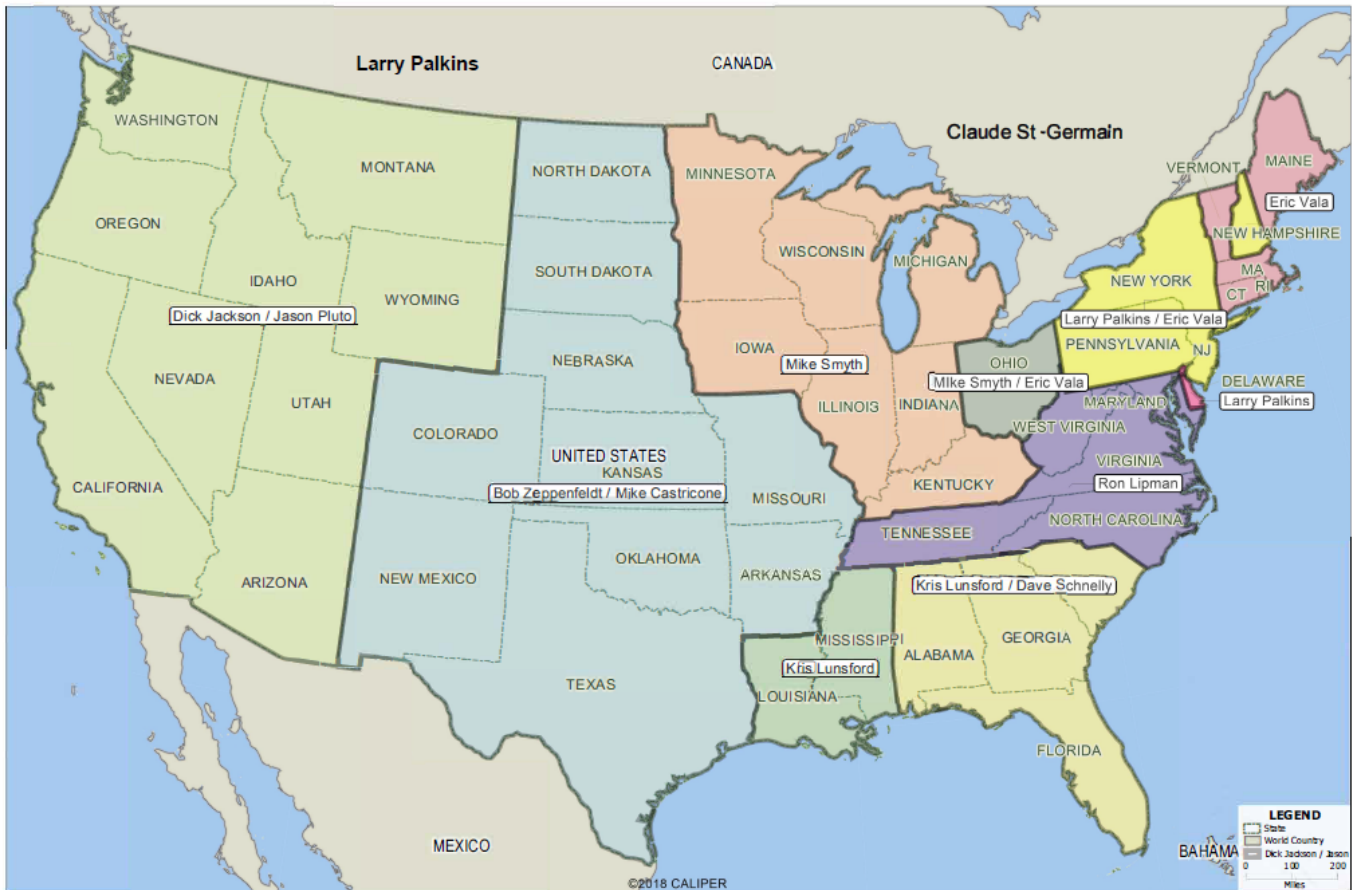 Larry Palkins
CANADA
WASHINGTON
Claude St -Germain
MONTANA
NORTH DAKOTA
MINNESOTA
VERMONT
MAINE
Eric Vala
OREGON
NEW HAMPSHIRE
WISCONSIN
MICHIGAN
SOUTH DAKOTA
IDAHO
WYOMING
NEW YORK
MA
RI
CT
Dick Jackson / Jason Pluto
Larry Palkins / Eric Vala
PENNSYLVANIA
NJ
IOWA
NEBRASKA
Mike Smyth
OHIO
MIke Smyth / Eric Vala
DELAWARE
Larry Palkins
NEVADA
UTAH
ILLINOIS
INDIANA
MARYLAND
WEST VIRGINIA
COLORADO
UNITED STATES
KANSAS
VIRGINIA
CALIFORNIA
Bob Zeppenfeldt / Mike Castricone
MISSOURI
KENTUCKY
Ron Lipman
NORTH CAROLINA
TENNESSEE
OKLAHOMA
ARIZONA
NEW MEXICO
ARKANSAS
Kris Lunsford / Dave Schnelly
MISSISSIPPI
ALABAMA
GEORGIA
Kris Lunsford
TEXAS
LOUISIANA
FLORIDA
MEXICO
BAHAMA
LEGEND
State
World Country
Dick Jackson / Jason
0 100 200
Miles
©2018 CALIPER